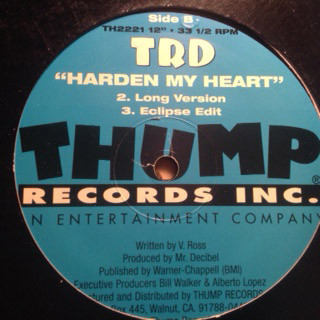 Side B
TH2221 12" • 33 1/2 RPM
TRD
"HARDEN MY HEART"
2. Long Version
3. Eclipse Edit
THUMP®
RECORDS INC.
N ENTERTAINMENT COMPANY
Written by V. Ross
Produced by Mr. Decibel
Published by Warner-Chappell (BMI)
Executive Producers Bill Walker & Alberto Lopez
and Distributed by THUMP RECORDS
Box 445, Walnut, CA. 91788-04